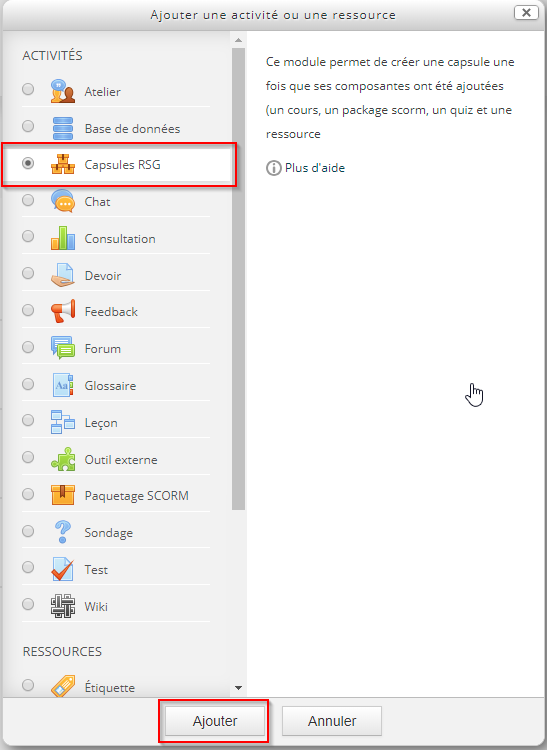 Ajouter une activité ou une ressource
ACTIVITÉS
Atelier
Base de données
Capsules RSG
Chat
Consultation
Devoir
Feedback
Forum
Aa
Glossaire
Leçon
Outil externe
Paquetage SCORM
Sondage
Test
Wiki
RESSOURCES
Étiquette
Ce module permet de créer une capsule une
fois que ses composantes ont été ajoutées
(un cours, un package scorm, un quiz et une
ressource
Plus d'aide
Ajouter
Annuler